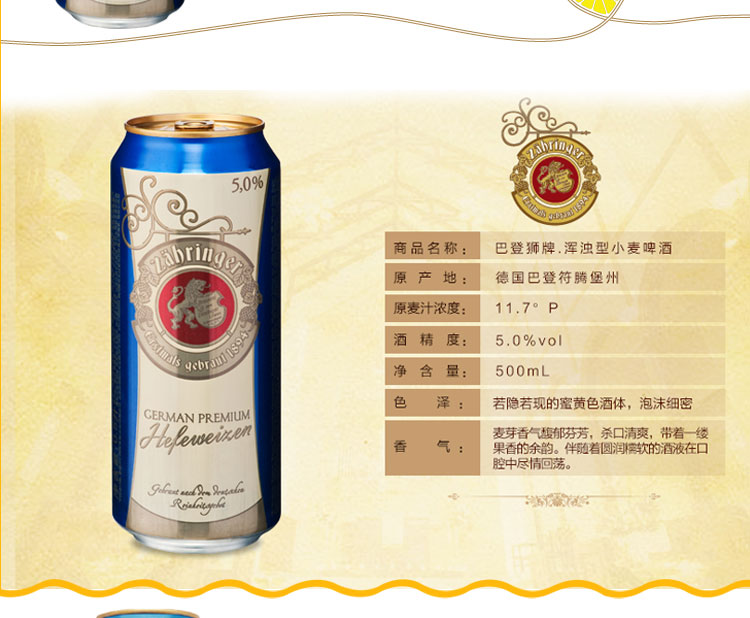 5,0%
Zähringer
Erstmals gebraut 1894
GERMAN PREMIUM
Hefeweizen
Gebraut nach dem deutschen
Reinheitsgebot
Zähringer
Erstmals gebraut 1894
商品名称： 巴登狮牌.浑浊型小麦啤酒
原产地： 德国巴登符腾堡州
原麦汁浓度： 11.7° P
酒精度： 5.0%vol
净含量： 500mL
色泽： 若隐若现的蜜黄色酒体，泡沫细密
香气： 麦芽香气馥郁芬芳，杀口清爽，带着一缕
果香的余韵。伴随着圆润糯软的酒液在口
腔中尽情回荡。